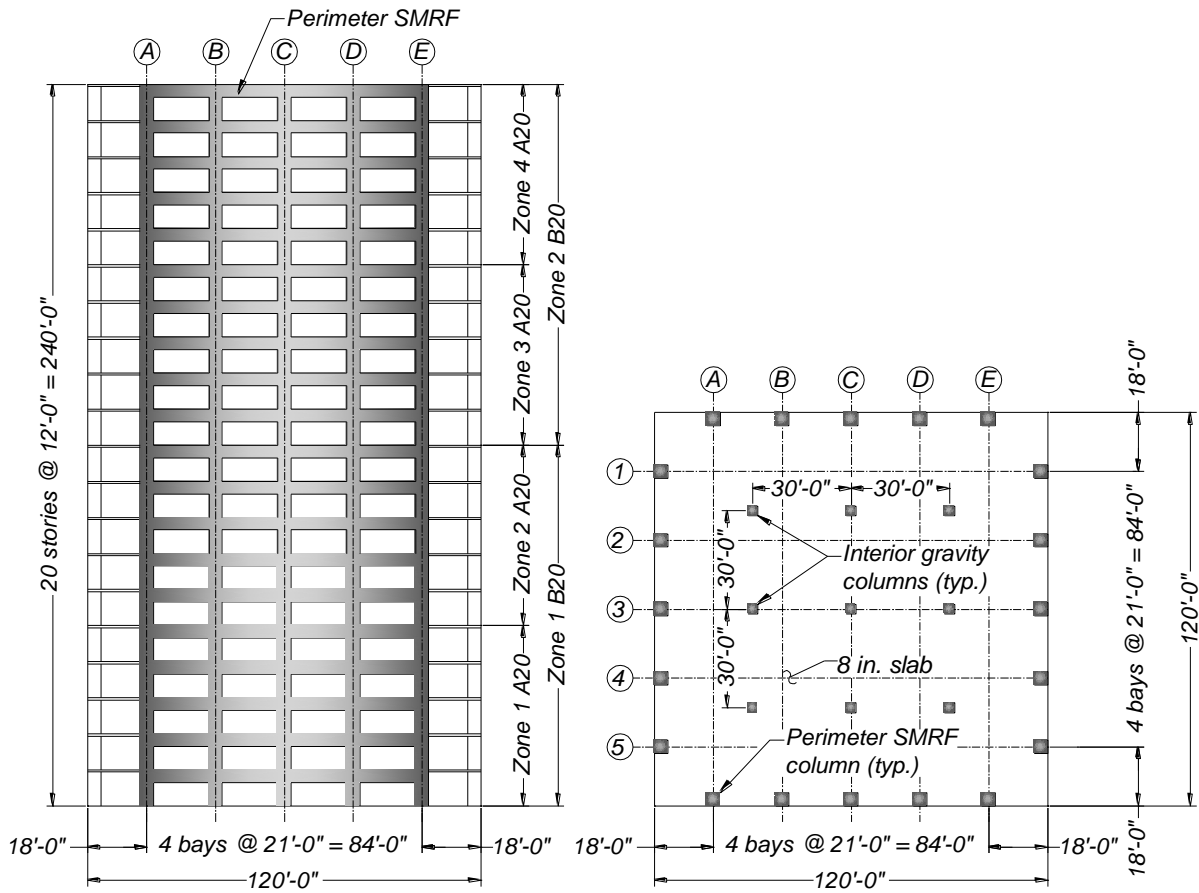 Perimeter SMRF
A
B
C
D
E
20 stories @ 12'-0" = 240'-0"
Zone 4 A20
Zone 3 A20
Zone 2 A20
Zone 1 A20
Zone 2 B20
Zone 1 B20
18'-0"
4 bays @ 21'-0" = 84'-0"
18'-0"
120'-0"
A
B
C
D
E
18'-0"
1
2
3
4
5
30'-0"
30'-0"
30'-0"
30'-0"
Interior gravity
columns (typ.)
8 in. slab
Perimeter SMRF
column (typ.)
4 bays @ 21'-0" = 84'-0"
120'-0"
18'-0"
18'-0"
4 bays @ 21'-0" = 84'-0"
18'-0"
120'-0"